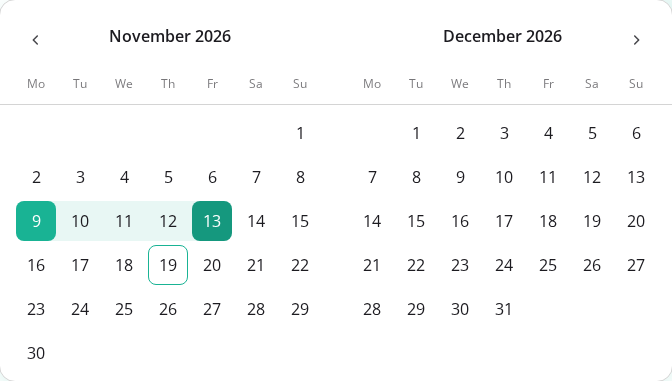 November 2026
Mo Tu We Th Fr Sa Su
1
2 3 4 5 6 7 8
9 10 11 12 13 14 15
16 17 18 19 20 21 22
23 24 25 26 27 28 29
30
December 2026
Mo Tu We Th Fr Sa Su
1 2 3 4 5 6
7 8 9 10 11 12 13
14 15 16 17 18 19 20
21 22 23 24 25 26 27
28 29 30 31